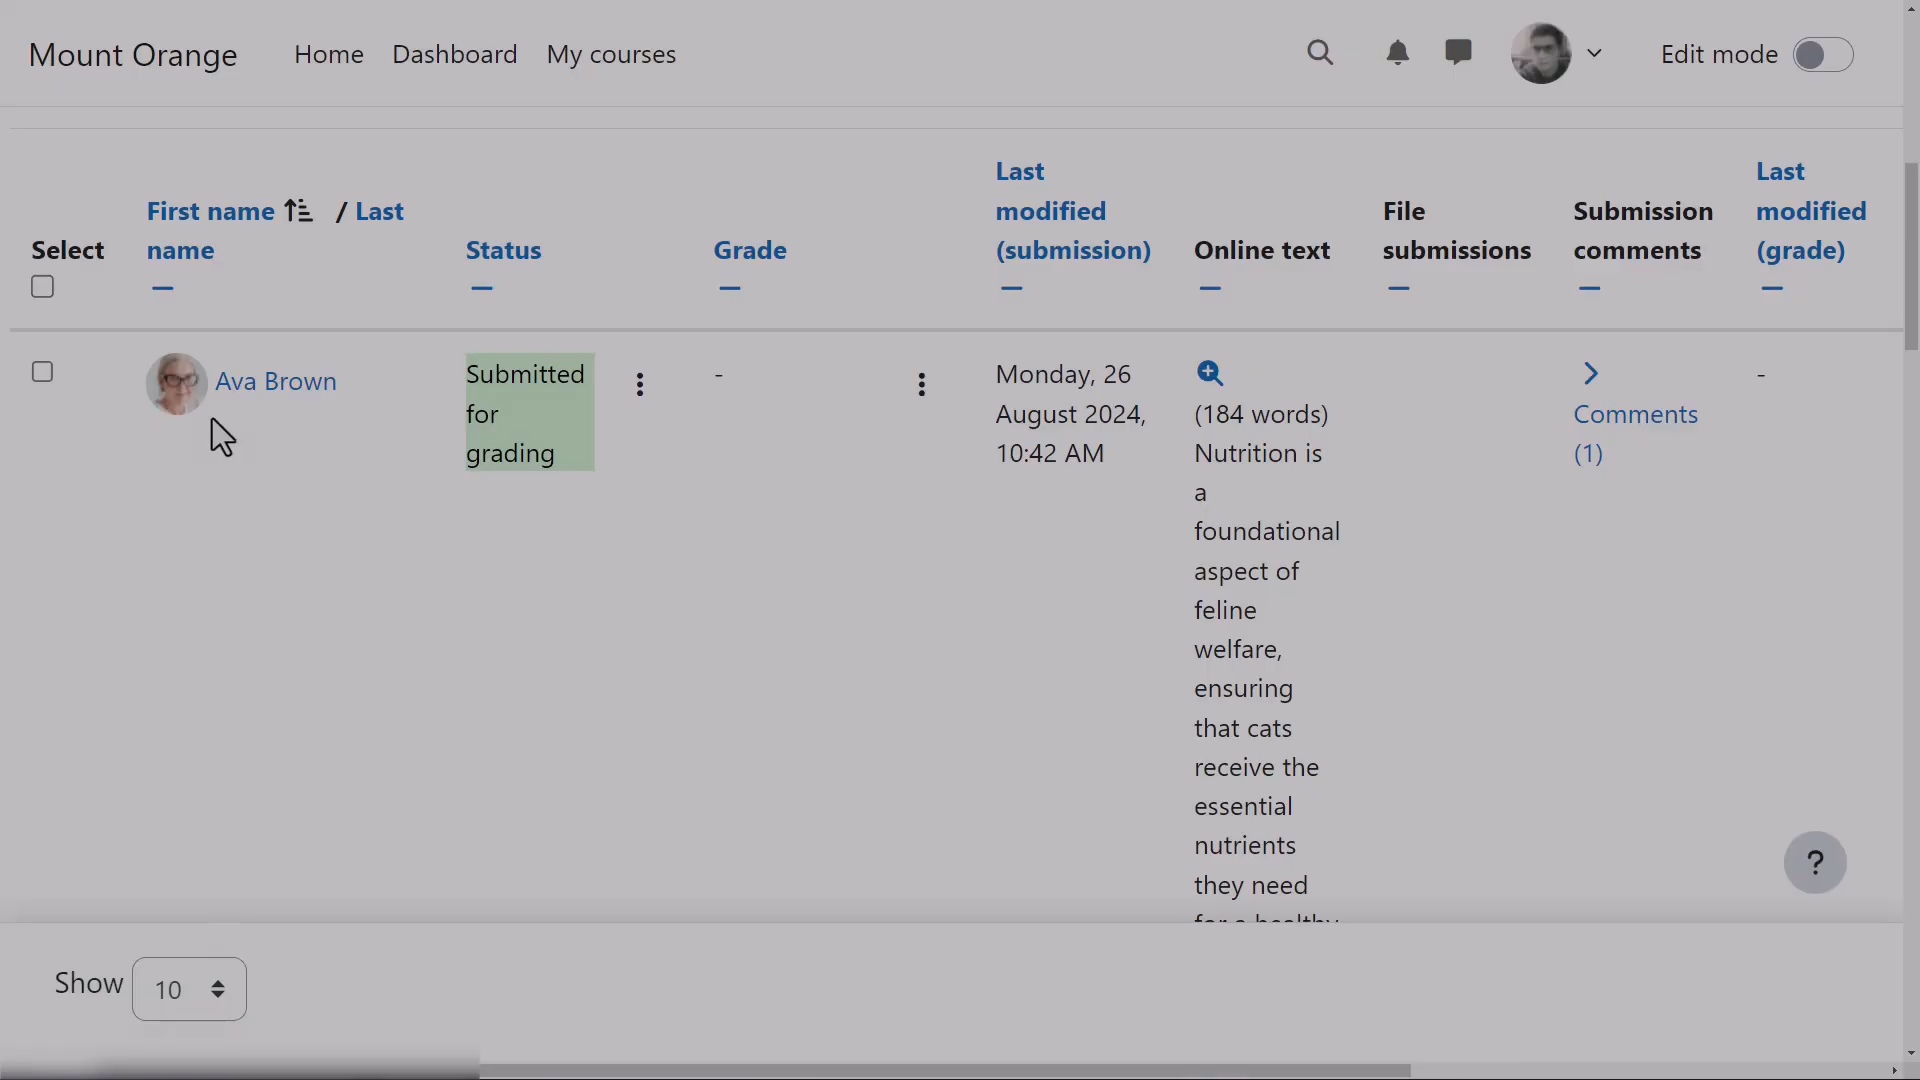 Mount Orange Home Dashboard My courses Edit mode
Select
First name / Last
name
Status
Grade
Last
modified
(submission)
Online text
File
submissions
Submission
comments
Last
modified
(grade)
Ava Brown
Submitted
for
grading
-
Monday, 26
August 2024,
10:42 AM
(184 words)
Nutrition is
a
foundational
aspect of
feline
welfare,
ensuring
that cats
receive the
essential
nutrients
they need
for a healthy
Comments
(1)
-
?
Show 10